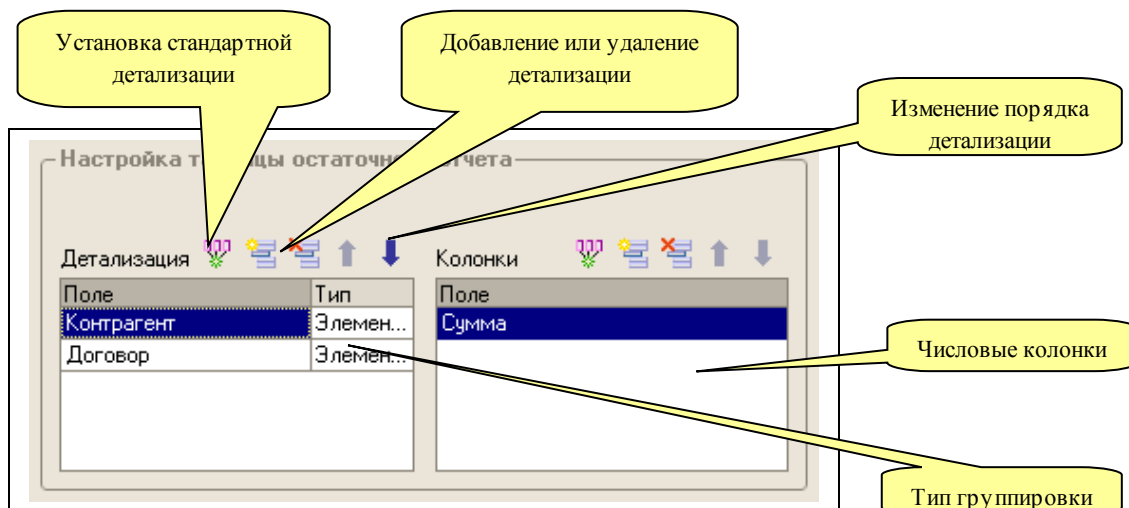 Установка стандартной
детализации
Добавление или удаление
детализации
Изменение порядка
детализации
Настройка т цы остаточн тчета
Детализация
Колонки
Поле Тип
Контрагент Элемен...
Договор Элемен...
Поле
Сумма
Числовые колонки
Тип группировки